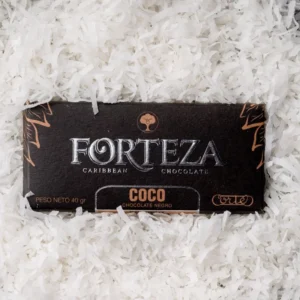 FORTEZA
CARIBBEAN CHOCOLATE
COCO
CHOCOLATE NEGRO
PESO NETO 40 gr